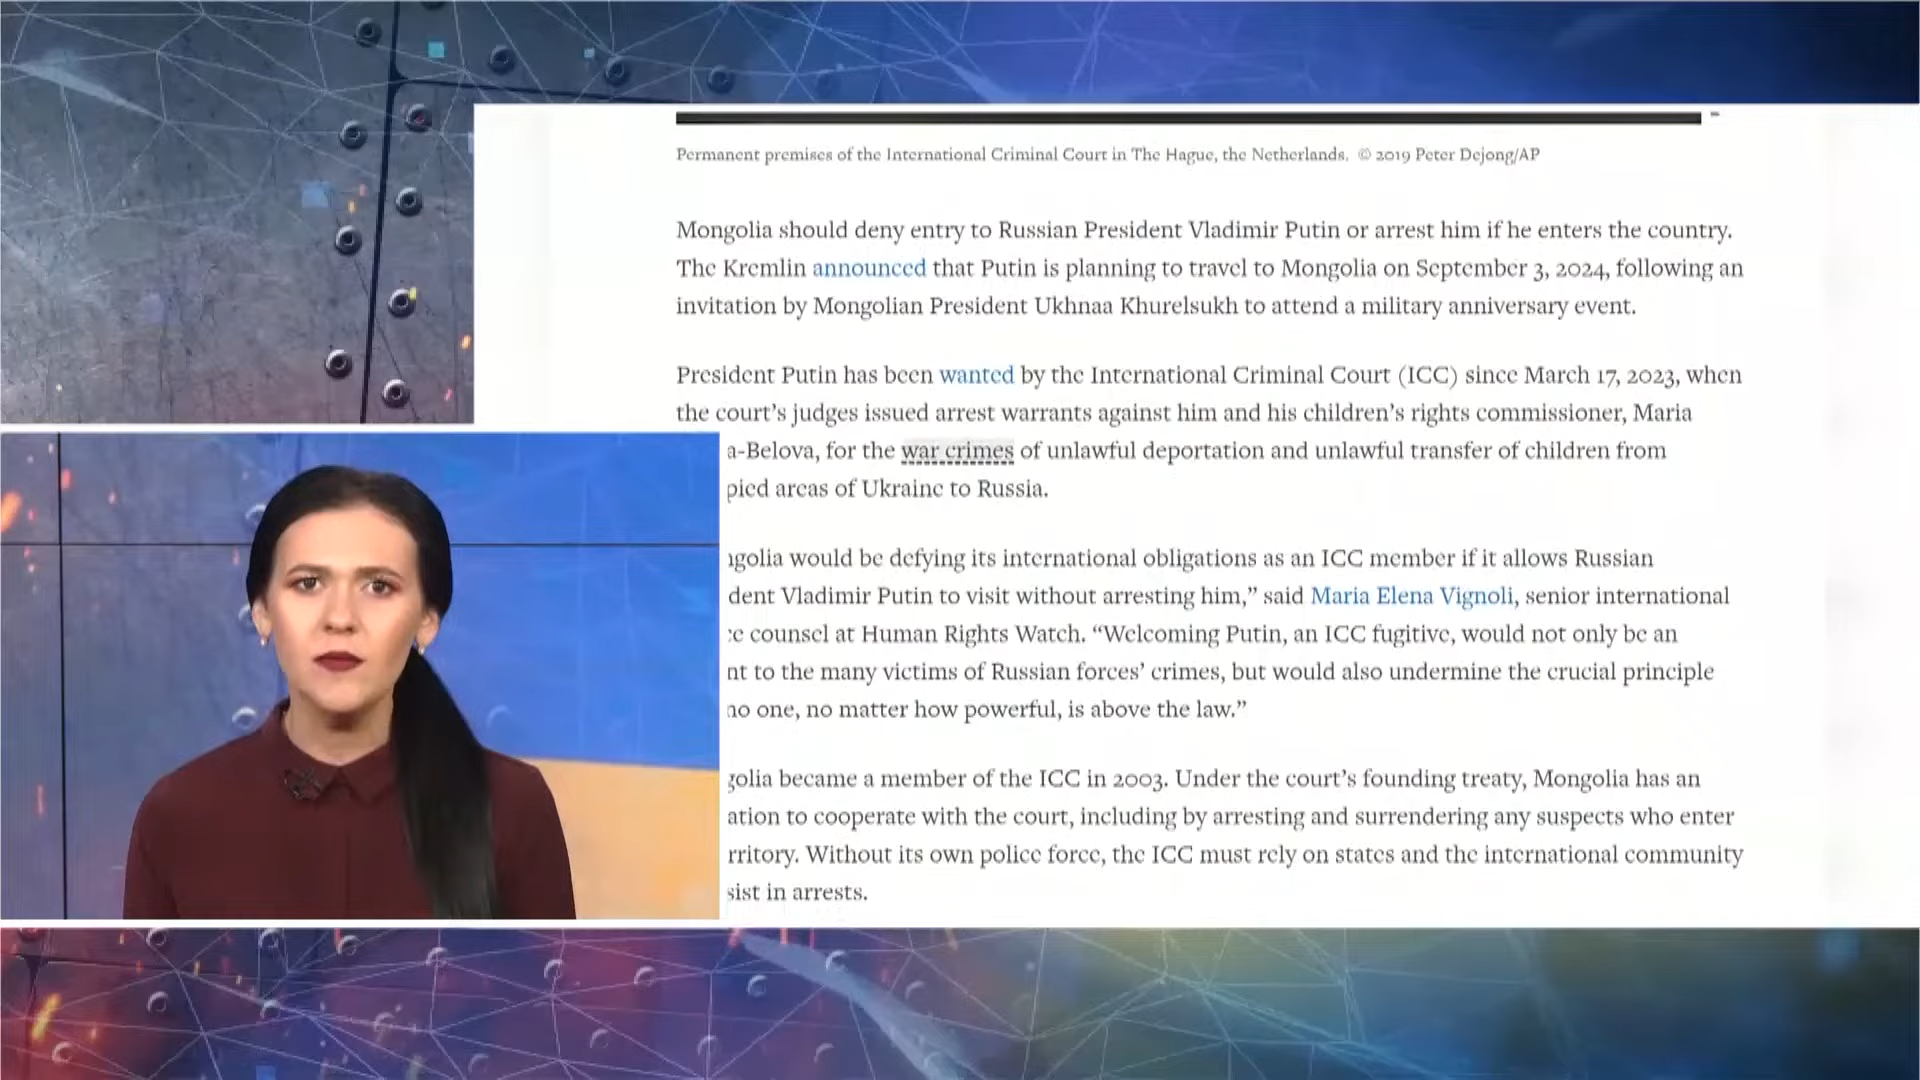 Permanent premises of the International Criminal Court in The Hague, the Netherlands. © 2019 Peter Dejong/AP
Mongolia should deny entry to Russian President Vladimir Putin or arrest him if he enters the country.
The Kremlin announced that Putin is planning to travel to Mongolia on September 3, 2024, following an
invitation by Mongolian President Ukhnaa Khurelsukh to attend a military anniversary event.
President Putin has been wanted by the International Criminal Court (ICC) since March 17, 2023, when
the court’s judges issued arrest warrants against him and his children’s rights commissioner, Maria
a-Belova, for the war crimes of unlawful deportation and unlawful transfer of children from
pied areas of Ukraine to Russia.
ngolia would be defying its international obligations as an ICC member if it allows Russian
dent Vladimir Putin to visit without arresting him,” said Maria Elena Vignoli, senior international
ce counsel at Human Rights Watch. “Welcoming Putin, an ICC fugitive, would not only be an
nt to the many victims of Russian forces’ crimes, but would also undermine the crucial principle
no one, no matter how powerful, is above the law.”
golia became a member of the ICC in 2003. Under the court’s founding treaty, Mongolia has an
ation to cooperate with the court, including by arresting and surrendering any suspects who enter
rritory. Without its own police force, the ICC must rely on states and the international community
sist in arrests.